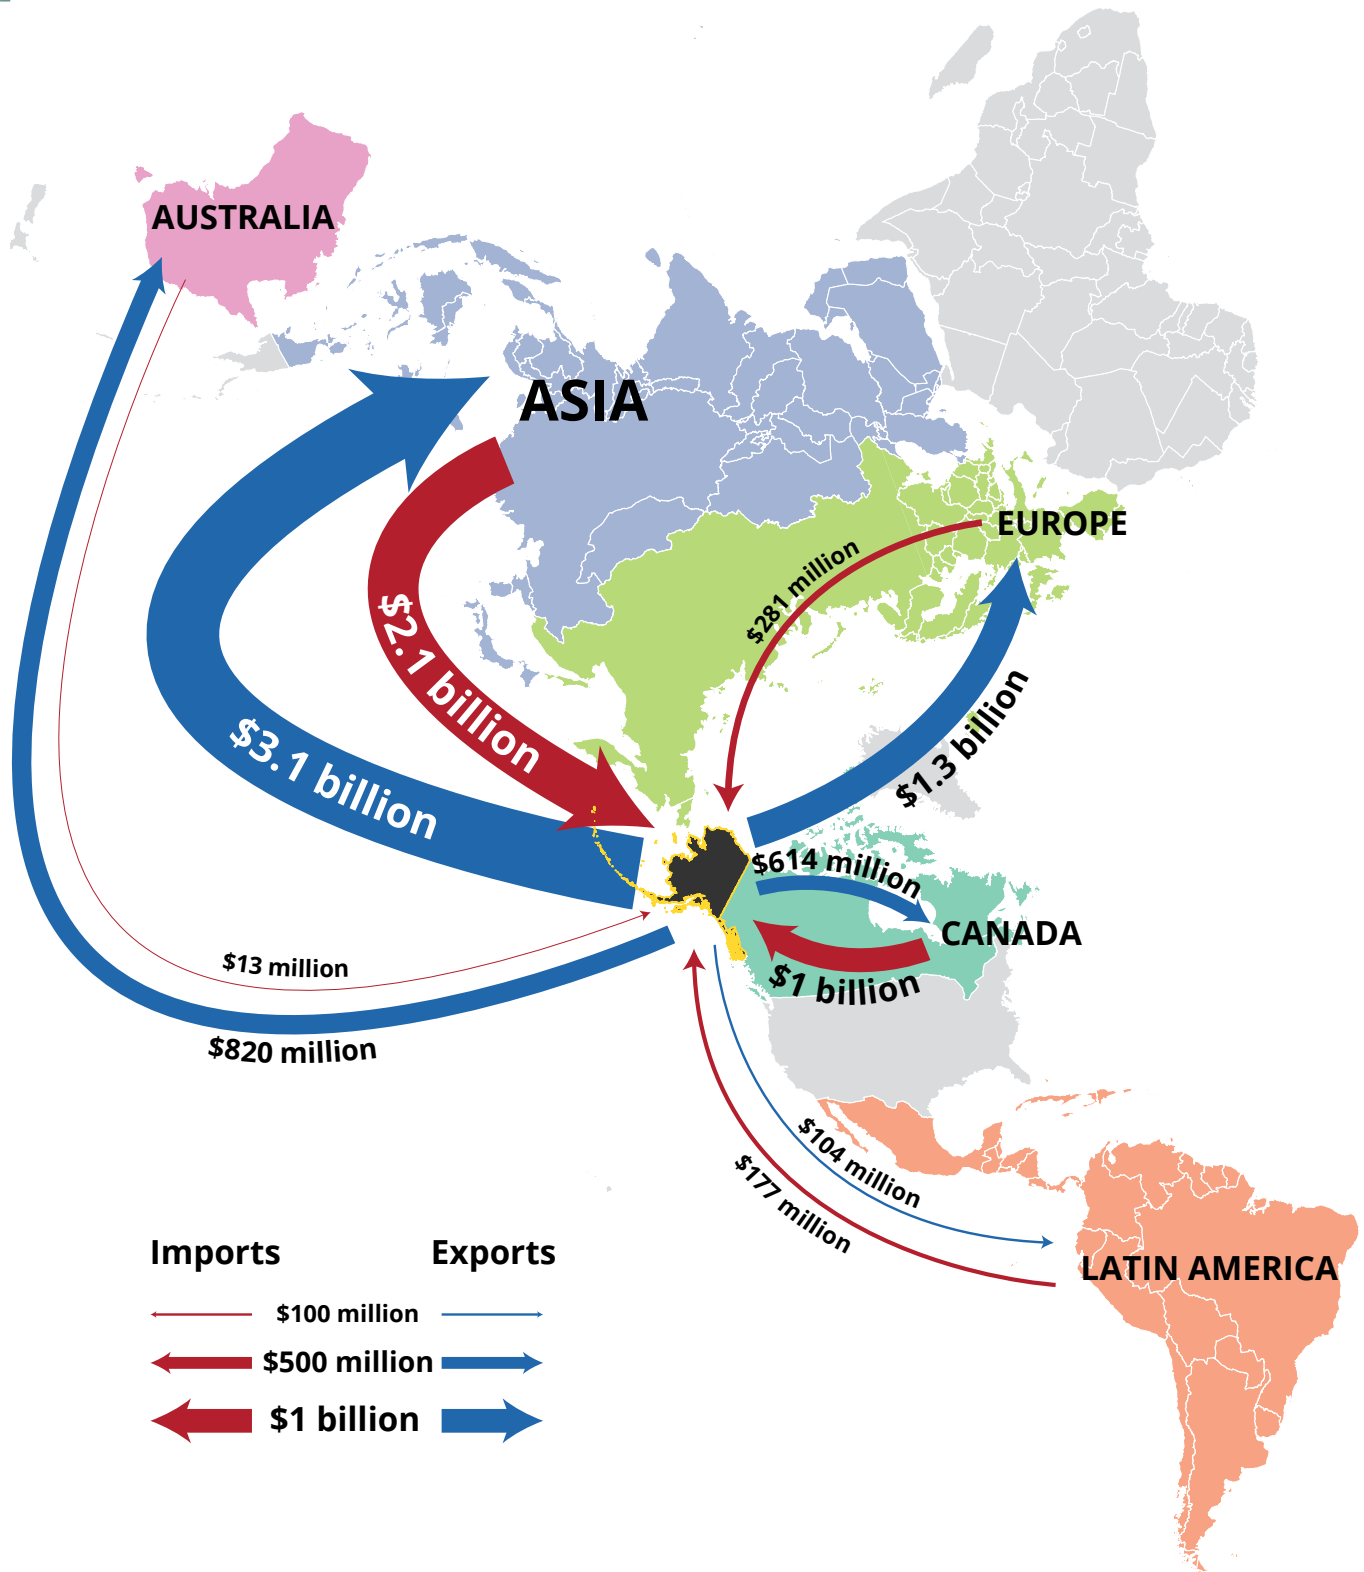 AUSTRALIA
ASIA
EUROPE
$281 million
$2.1 billion
$1.3 billion
$3.1 billion
$614 million
CANADA
$13 million
$1 billion
$820 million
$104 million
$177 million
LATIN AMERICA
Imports Exports
$100 million
$500 million
$1 billion